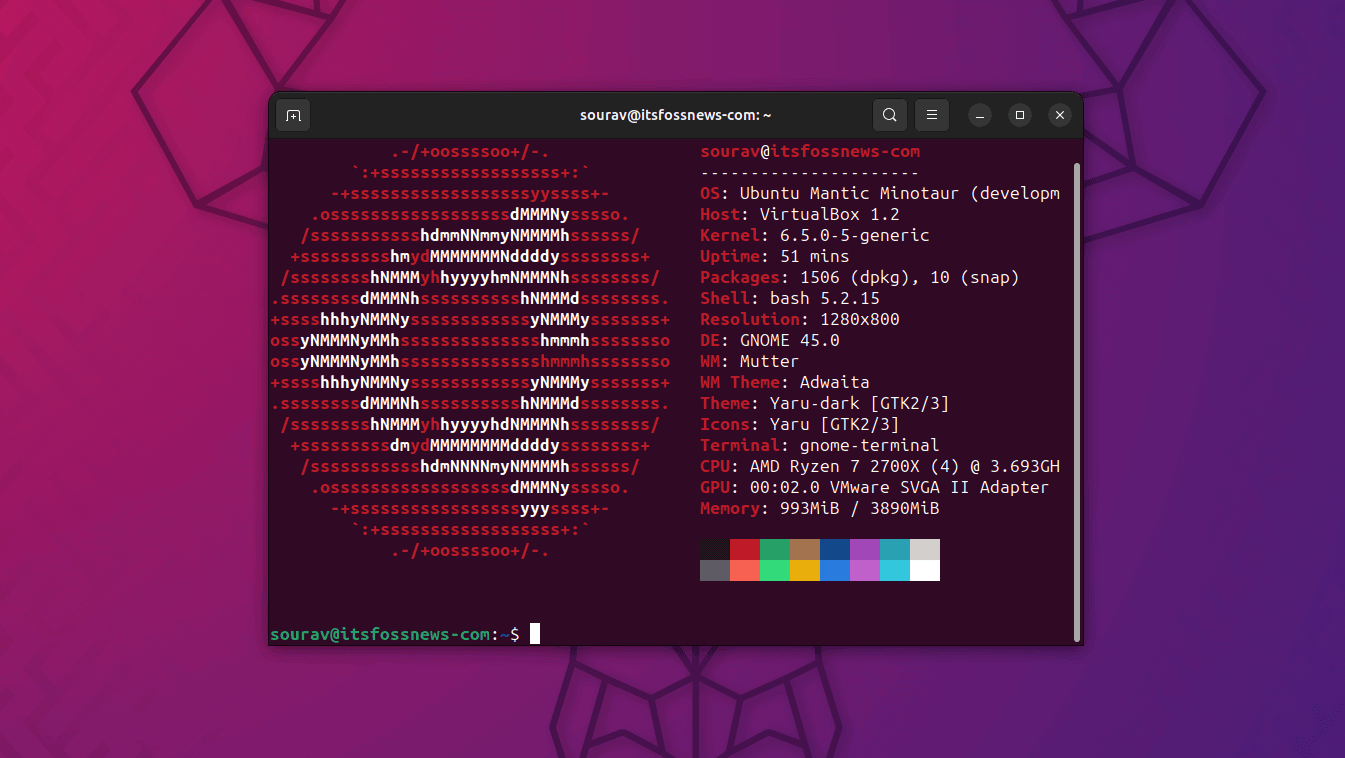 sourav@itsfossnews-com: ~
.-/+oossssoo+/-.
`:+ssssssssssssssssss+:`
-+ssssssssssssssssssyyssss+-
.ossssssssssssssssssdMMMNysssso.
/ssssssssssshdmmNNmmyNMMMMhssssss/
+ssssssssshmydMMMMMMMNddddyssssssss+
/sssssssshNMMMyhhyyyyhmNMMMNhssssssss/
.ssssssssdMMMNhsssssssssshNMMMdssssssss.
+sssshhhyNMMNyssssssssssssyNMMMysssssss+
ossyNMMMNyMMhsssssssssssssshmmmhssssssso
ossyNMMMNyMMhsssssssssssssshmmmhssssssso
+sssshhhyNMMNyssssssssssssyNMMMysssssss+
.ssssssssdMMMNhsssssssssshNMMMdssssssss.
/sssssssshNMMMyhhyyyyhdNMMMNhssssssss/
+sssssssssdmydMMMMMMMMddddyssssssss+
/ssssssssssshdmNNNNmyNMMMMhssssss/
.ossssssssssssssssssdMMMNysssso.
-+sssssssssssssssssyyyssss+-
`:+ssssssssssssssssss+:`
.-/+oossssoo+/-.
sourav@itsfossnews-com
----------------------
OS: Ubuntu Mantic Minotaur (developm
Host: VirtualBox 1.2
Kernel: 6.5.0-5-generic
Uptime: 51 mins
Packages: 1506 (dpkg), 10 (snap)
Shell: bash 5.2.15
Resolution: 1280x800
DE: GNOME 45.0
WM: Mutter
WM Theme: Adwaita
Theme: Yaru-dark [GTK2/3]
Icons: Yaru [GTK2/3]
Terminal: gnome-terminal
CPU: AMD Ryzen 7 2700X (4) @ 3.693GH
GPU: 00:02.0 VMware SVGA II Adapter
Memory: 993MiB / 3890MiB
sourav@itsfossnews-com:~$